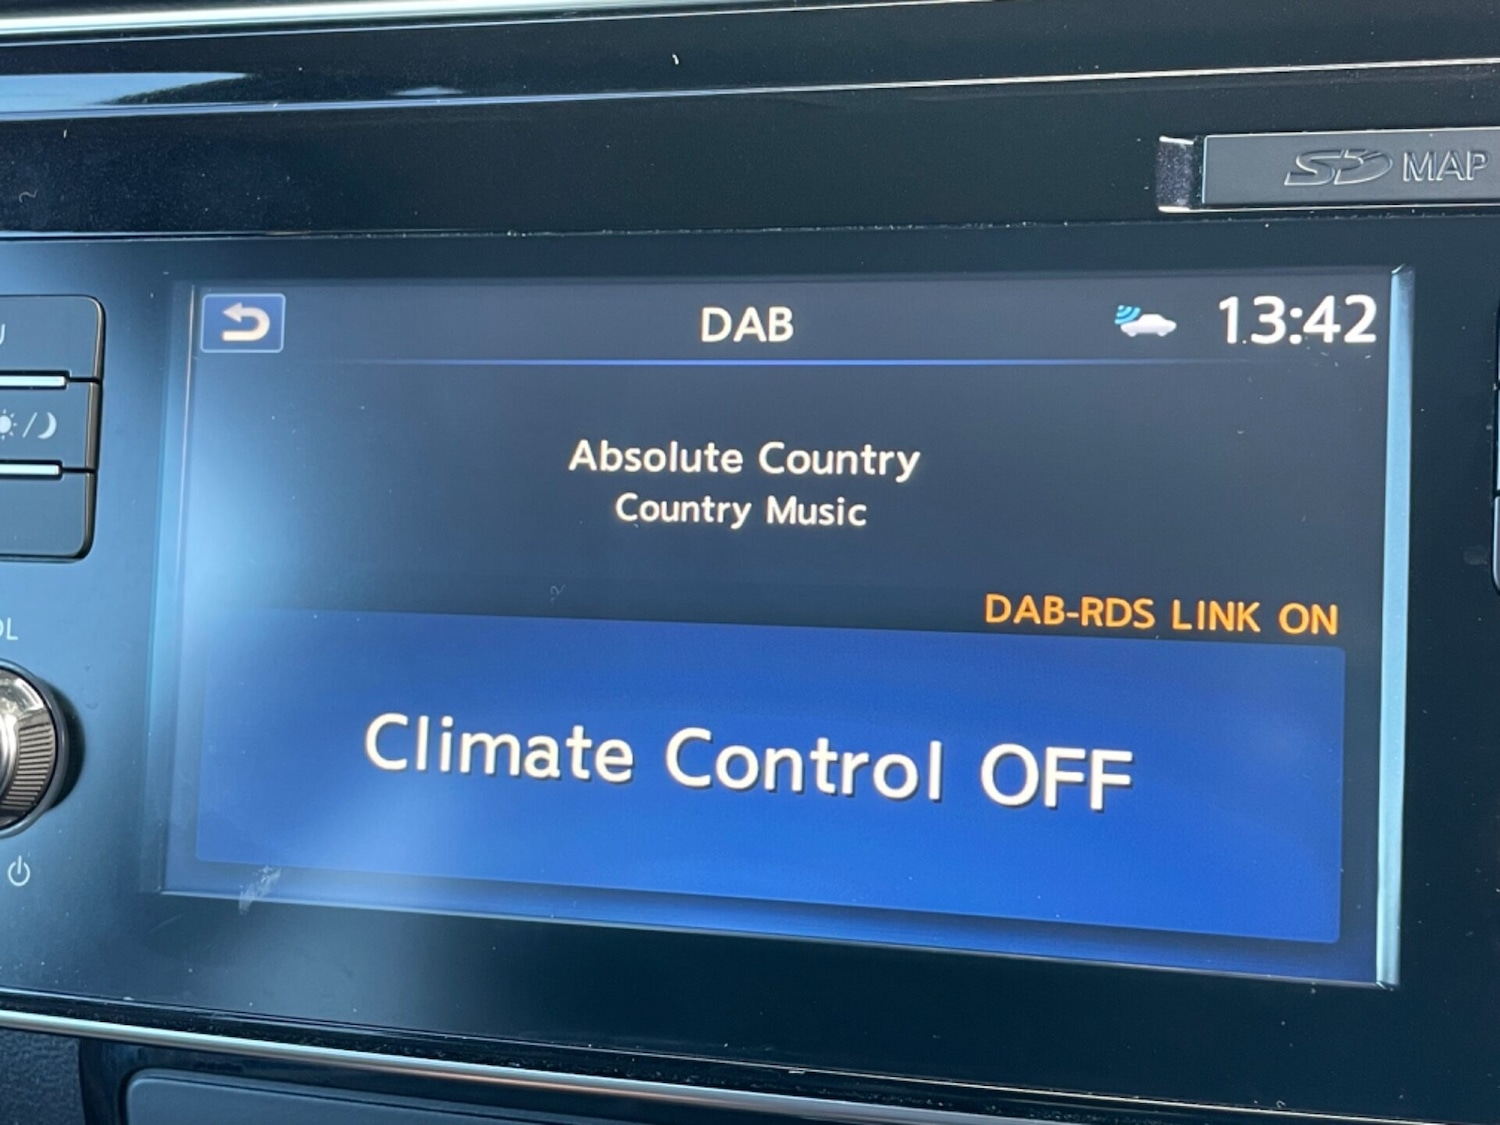 SD MAP
DAB
13:42
Absolute Country
Country Music
DAB-RDS LINK ON
Climate Control OFF